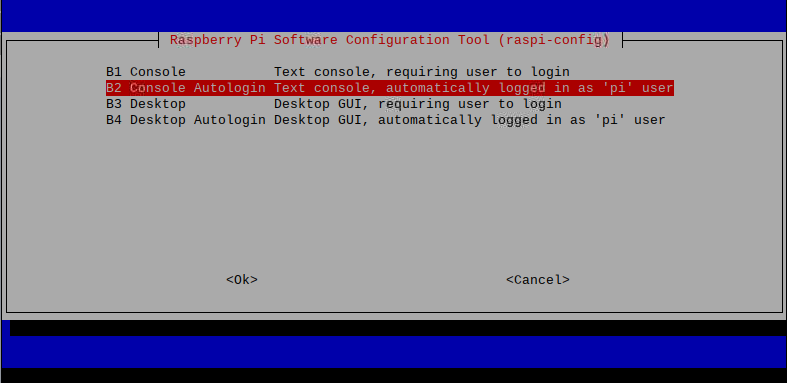 Raspberry Pi Software Configuration Tool (raspi-config)
B1 Console Text console, requiring user to login
B2 Console Autologin Text console, automatically logged in as 'pi' user
B3 Desktop Desktop GUI, requiring user to login
B4 Desktop Autologin Desktop GUI, automatically logged in as 'pi' user
<Ok> <Cancel>